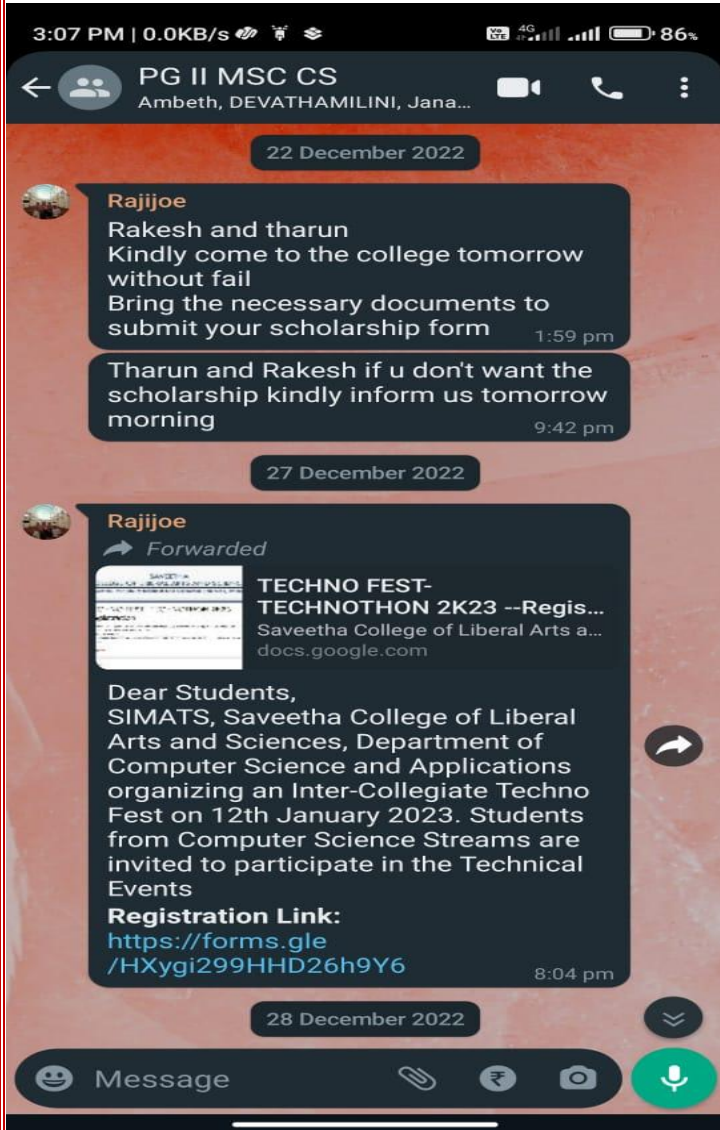 3:07 PM | 0.0KB/s
Vo LTE 4G 86%
PG II MSC CS
Ambeth, DEVATHAMILINI, Jana...
22 December 2022
Rajijoe
Rakesh and tharun
Kindly come to the college tomorrow
without fail
Bring the necessary documents to
submit your scholarship form 1:59 pm
Tharun and Rakesh if u don't want the
scholarship kindly inform us tomorrow
morning 9:42 pm
27 December 2022
Rajijoe
Forwarded
SAVEETHA
TECHNO FEST-
TECHNOTHON 2K23 --Regis...
Saveetha College of Liberal Arts a...
docs.google.com
Dear Students,
SIMATS, Saveetha College of Liberal
Arts and Sciences, Department of
Computer Science and Applications
organizing an Inter-Collegiate Techno
Fest on 12th January 2023. Students
from Computer Science Streams are
invited to participate in the Technical
Events
Registration Link:
https://forms.gle
/HXygi299HHD26h9Y6 8:04 pm
28 December 2022
Message ₹